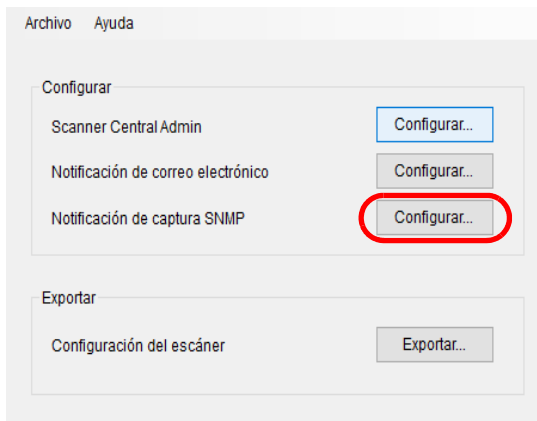 Archivo Ayuda
Configurar
Scanner Central Admin Configurar...
Notificación de correo electrónico Configurar...
Notificación de captura SNMP Configurar...
Exportar
Configuración del escáner Exportar...